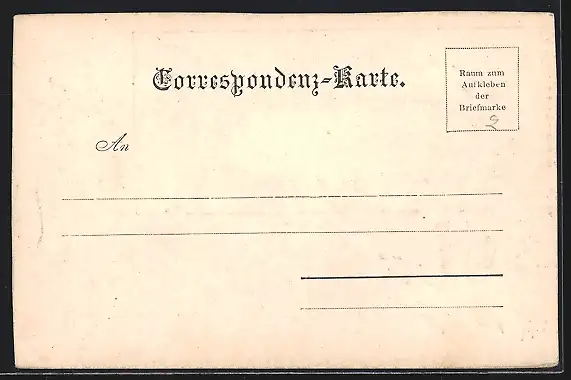 Correspondenz-Karte.
Raum zum
Aufkleben
der
Briefmarke
An